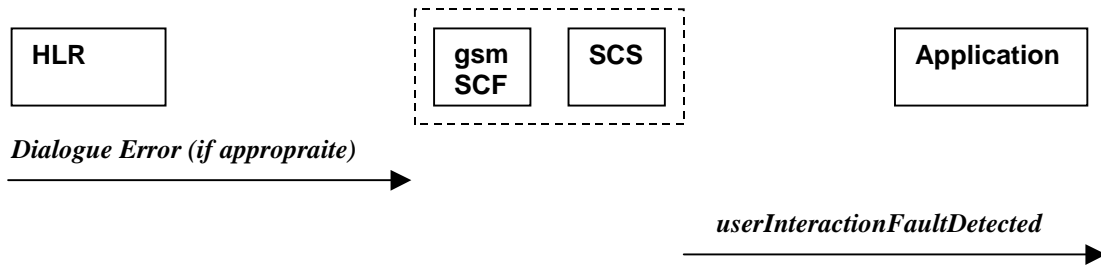 HLR
gsm
SCF
SCS
Application
Dialogue Error (if appropraite)
userInteractionFaultDetected